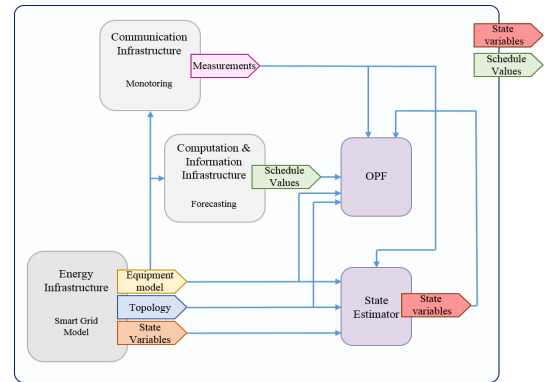 Communication
Infrastructure
Monotoring
Measurements
State
variables
Schedule
Values
Computation &
Information
Infrastructure
Forecasting
Schedule
Values
OPF
Energy
Infrastructure
Smart Grid
Model
Equipment
model
Topology
State
Variables
State
Estimator
State
variables